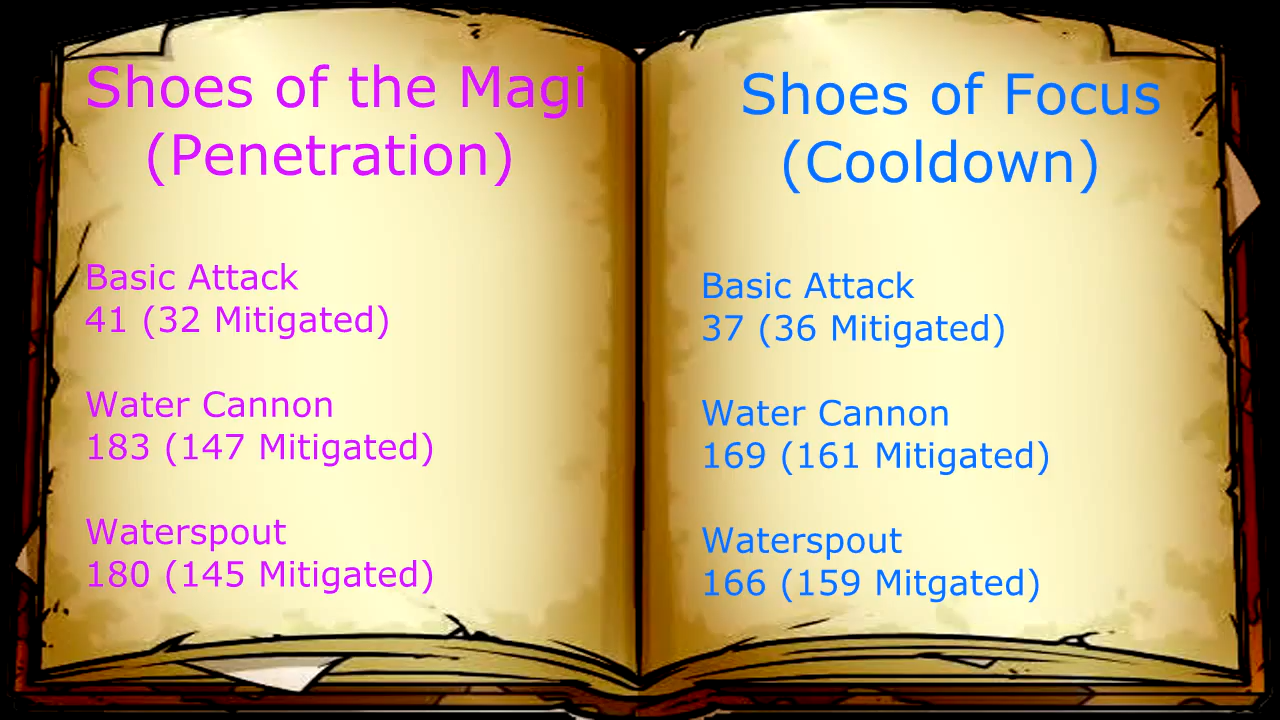 Shoes of the Magi
(Penetration)
Basic Attack
41 (32 Mitigated)
Water Cannon
183 (147 Mitigated)
Waterspout
180 (145 Mitigated)
Shoes of Focus
(Cooldown)
Basic Attack
37 (36 Mitigated)
Water Cannon
169 (161 Mitigated)
Waterspout
166 (159 Mitgated)